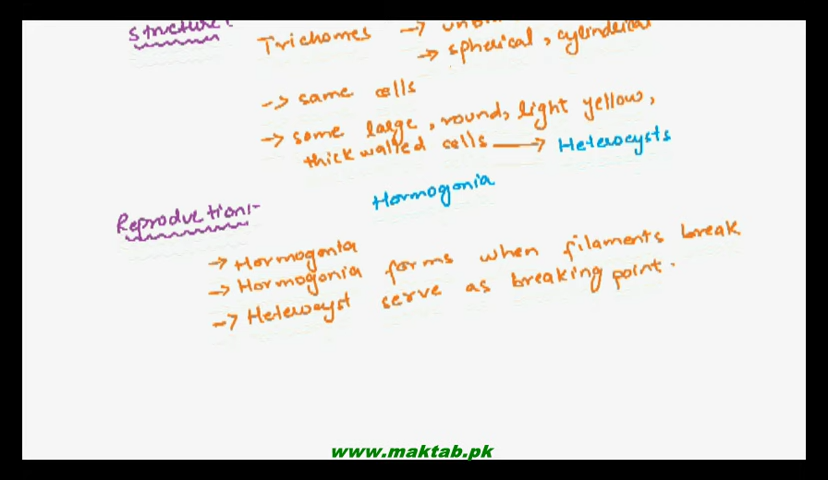 Structure:
Trichomes →
→ spherical, cylinderical
→ same cells
→ some large, round, light yellow,
thick walled cells → Heterocysts
Hormogonia
Reproduction:-
→ Hormogonia
→ Hormogonia forms when filaments break
→ Heterocyst serve as breaking point.
www.maktab.pk